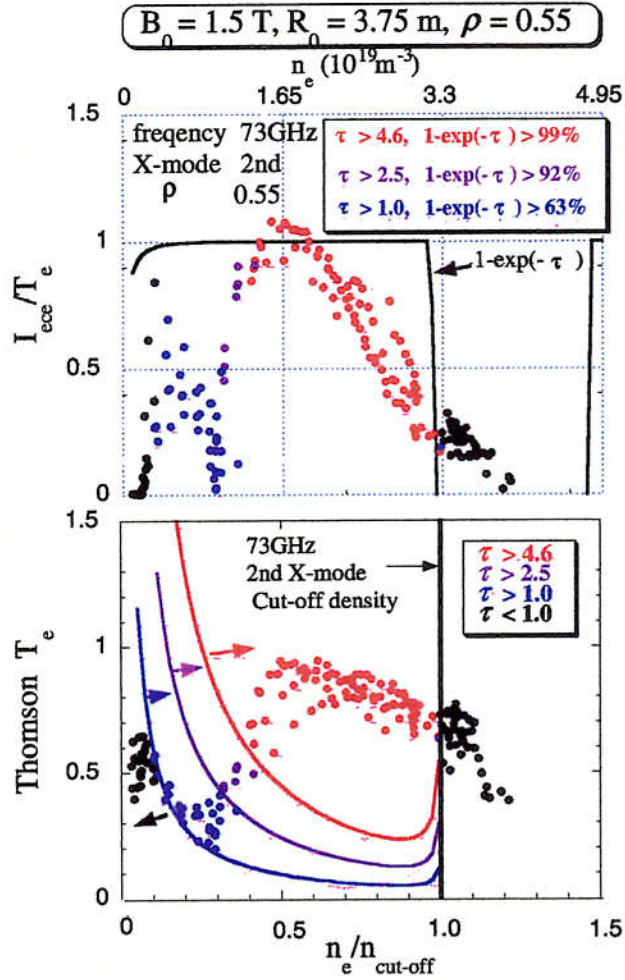 B0 = 1.5 T, R0 = 3.75 m, ρ = 0.55
ne (10^19 m^-3)
0 1.65 3.3 4.95
1.5
1
0.5
0
Iece/Te
freqency 73GHz
X-mode 2nd
ρ 0.55
τ > 4.6, 1-exp(-τ) > 99%
τ > 2.5, 1-exp(-τ) > 92%
τ > 1.0, 1-exp(-τ) > 63%
1-exp(-τ )
1.5
1
0.5
0
Thomson Te
73GHz
2nd X-mode
Cut-off density
τ > 4.6
τ > 2.5
τ > 1.0
τ < 1.0
0 0.5 1.0 1.5
ne/ncut-off